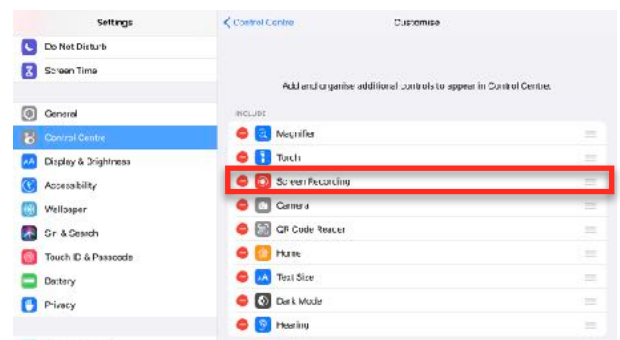 Settings
Do Not Disturb
Screen Time
General
Control Centre
Display & Brightness
Accessibility
Wallpaper
Siri & Search
Touch ID & Passcode
Battery
Privacy
Control Centre
Customise
Add and organise additional controls to appear in Control Centre.
INCLUDE
Magnifier
Torch
Screen Recording
Camera
QR Code Reader
Home
Text Size
Dark Mode
Hearing